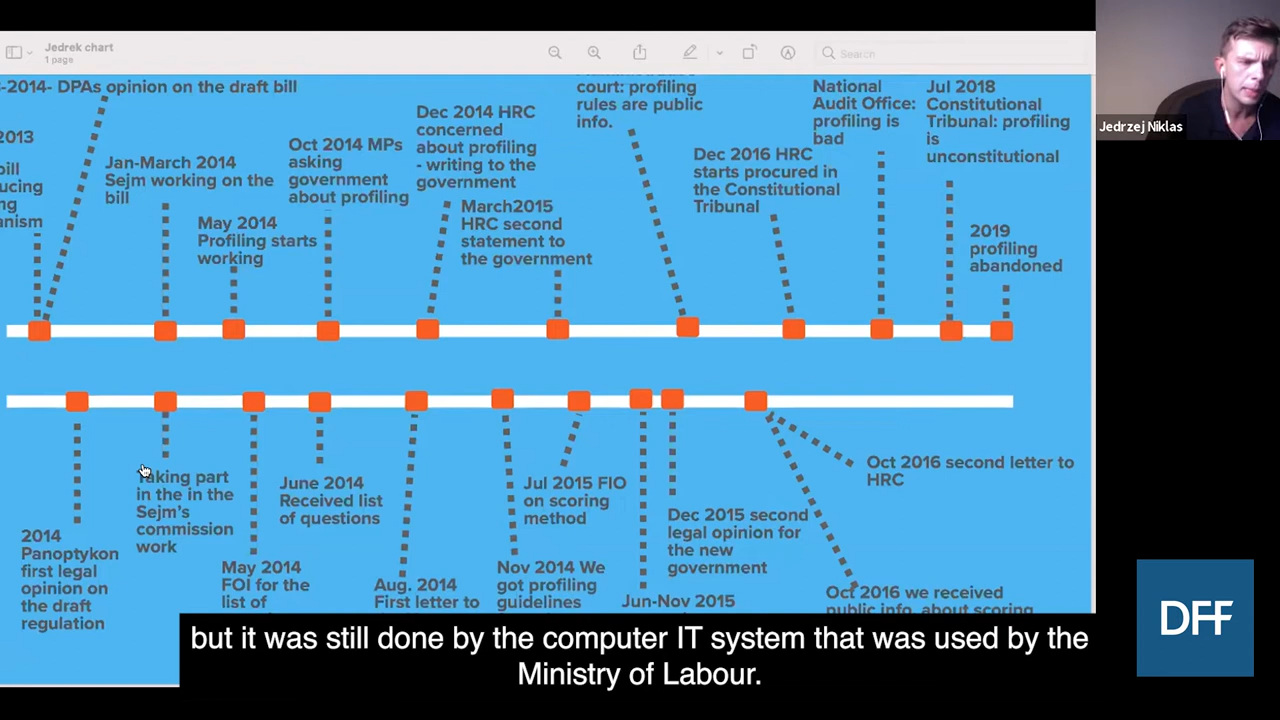 Jedrek chart
1 page
Search
Jedrzej Niklas
-2014- DPAs opinion on the draft bill
2013
bill
ucing
ng
anism
Jan-March 2014
Sejm working on the
bill
May 2014
Profiling starts
working
Oct 2014 MPs
asking
government
about profiling
Dec 2014 HRC
concerned
about profiling
- writing to the
government
March2015
HRC second
statement to
the government
court: profiling
rules are public
info.
Dec 2016 HRC
starts procured in
the Constitutional
Tribunal
National
Audit Office:
profiling is
bad
Jul 2018
Constitutional
Tribunal: profiling
is
unconstitutional
2019
profiling
abandoned
2014
Panoptykon
first legal
opinion on
the draft
regulation
Taking part
in the in the
Sejm's
commission
work
May 2014
FOI for the
list of
June 2014
Received list
of questions
Aug. 2014
First letter to
Nov 2014 We
got profiling
guidelines
Jul 2015 FIO
on scoring
method
Jun-Nov 2015
Dec 2015 second
legal opinion for
the new
government
Oct 2016 second letter to
HRC
Oct 2016 we received
public info. about scoring
but it was still done by the computer IT system that was used by the
Ministry of Labour.
DFF